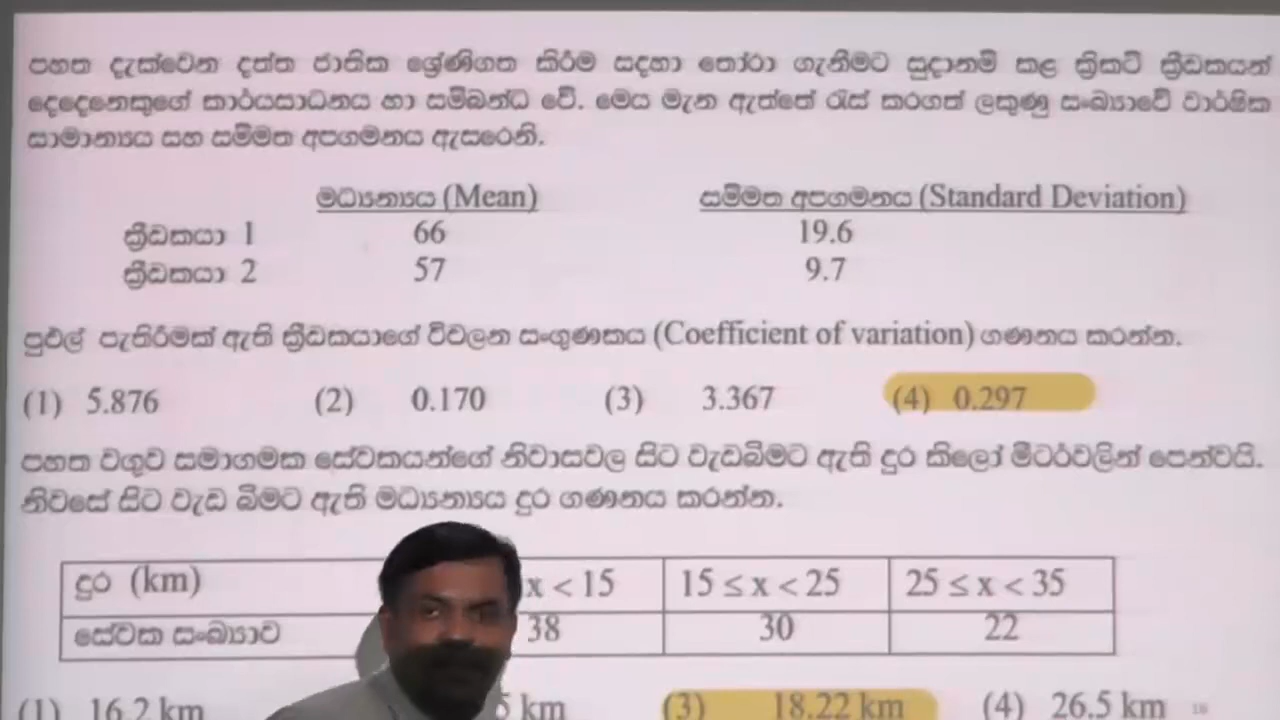 පහත දැක්වෙන දත්ත ජාතික ශ්‍රේණිගත කිරීම සඳහා තෝරා ගැනීමට සූදානම් කළ ක්‍රිකට් ක්‍රීඩකයන්
දෙදෙනෙකුගේ කාර්යසාධනය හා සම්බන්ධ වේ. මෙය මැන ඇත්තේ රැස් කරගත් ලකුණු සංඛ්‍යාවේ වාර්ෂික
සාමාන්‍යය සහ සම්මත අපගමනය ඇසරෙනි.
මධ්‍යන්‍යය (Mean) සම්මත අපගමනය (Standard Deviation)
ක්‍රීඩකයා 1 66 19.6
ක්‍රීඩකයා 2 57 9.7
පුළුල් පැතිරීමක් ඇති ක්‍රීඩකයාගේ විචලන සංගුණකය (Coefficient of variation) ගණනය කරන්න.
(1) 5.876 (2) 0.170 (3) 3.367 (4) 0.297
පහත වගුව සමාගමක සේවකයන්ගේ නිවාසවල සිට වැඩබිමට ඇති දුර කිලෝ මීටර්වලින් පෙන්වයි.
නිවසේ සිට වැඩ බිමට ඇති මධ්‍යන්‍යය දුර ගණනය කරන්න.
දුර (km) x < 15 15 ≤ x < 25 25 ≤ x < 35
සේවක සංඛ්‍යාව 38 30 22
(1) 16.2 km km (3) 18.22 km (4) 26.5 km